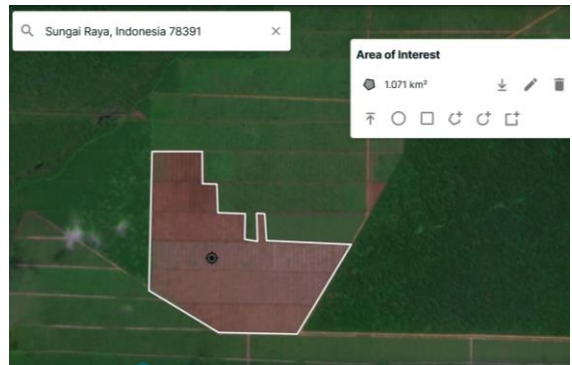 Sungai Raya, Indonesia 78391
Area of Interest
1.071 km²